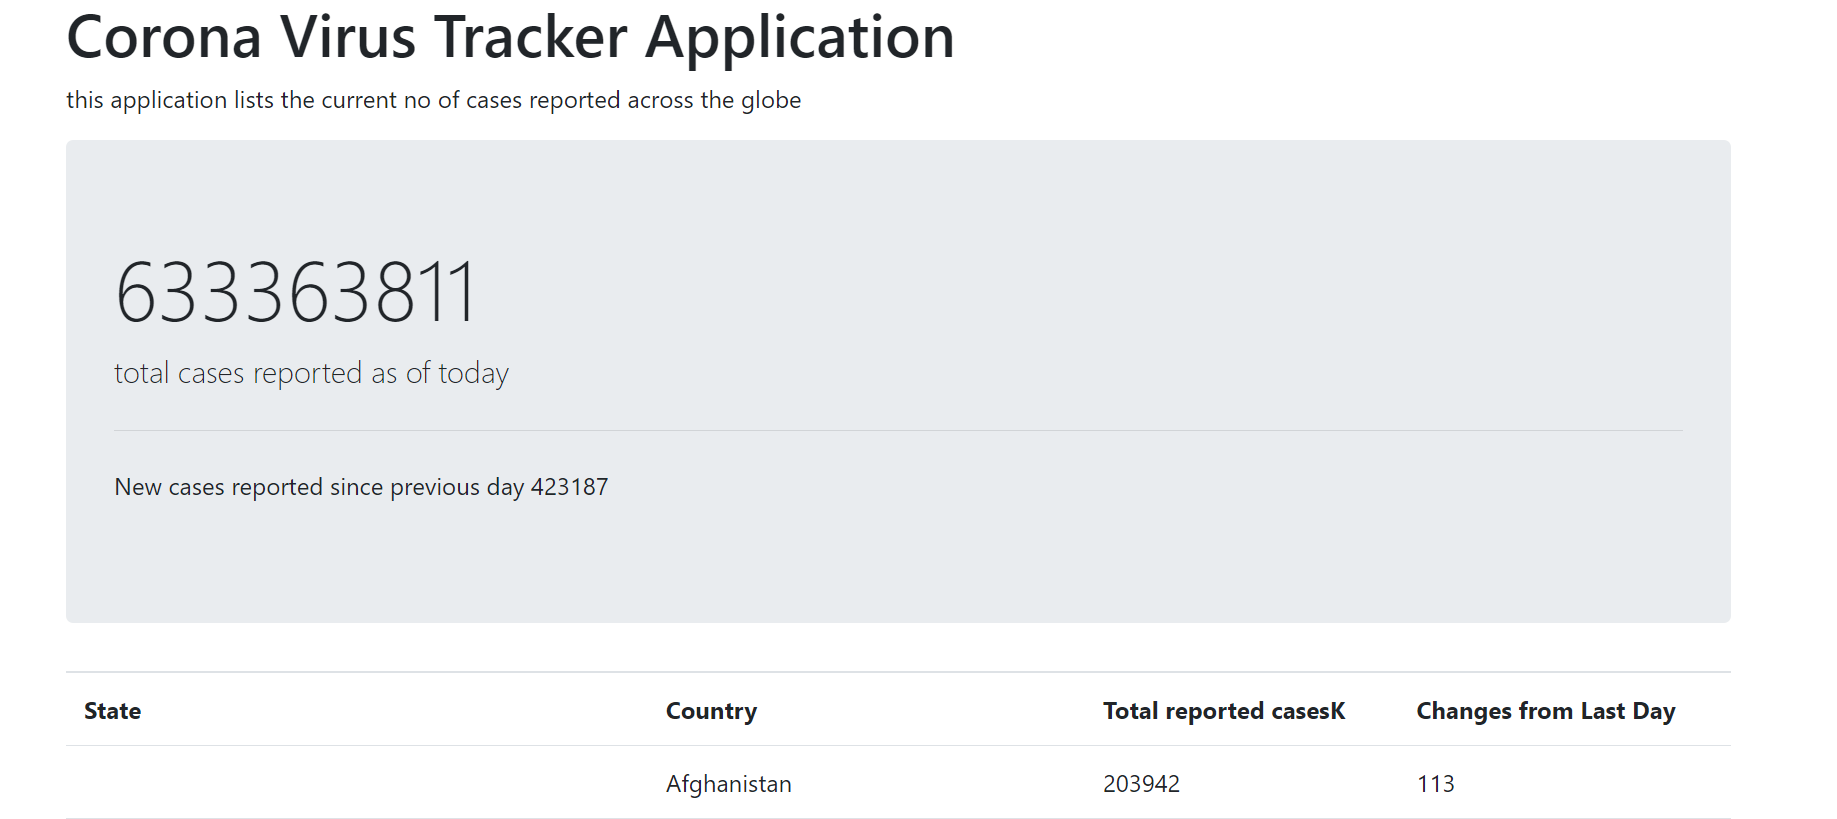 Corona Virus Tracker Application
this application lists the current no of cases reported across the globe
633363811
total cases reported as of today
New cases reported since previous day 423187
State Country Total reported casesK Changes from Last Day
Afghanistan 203942 113